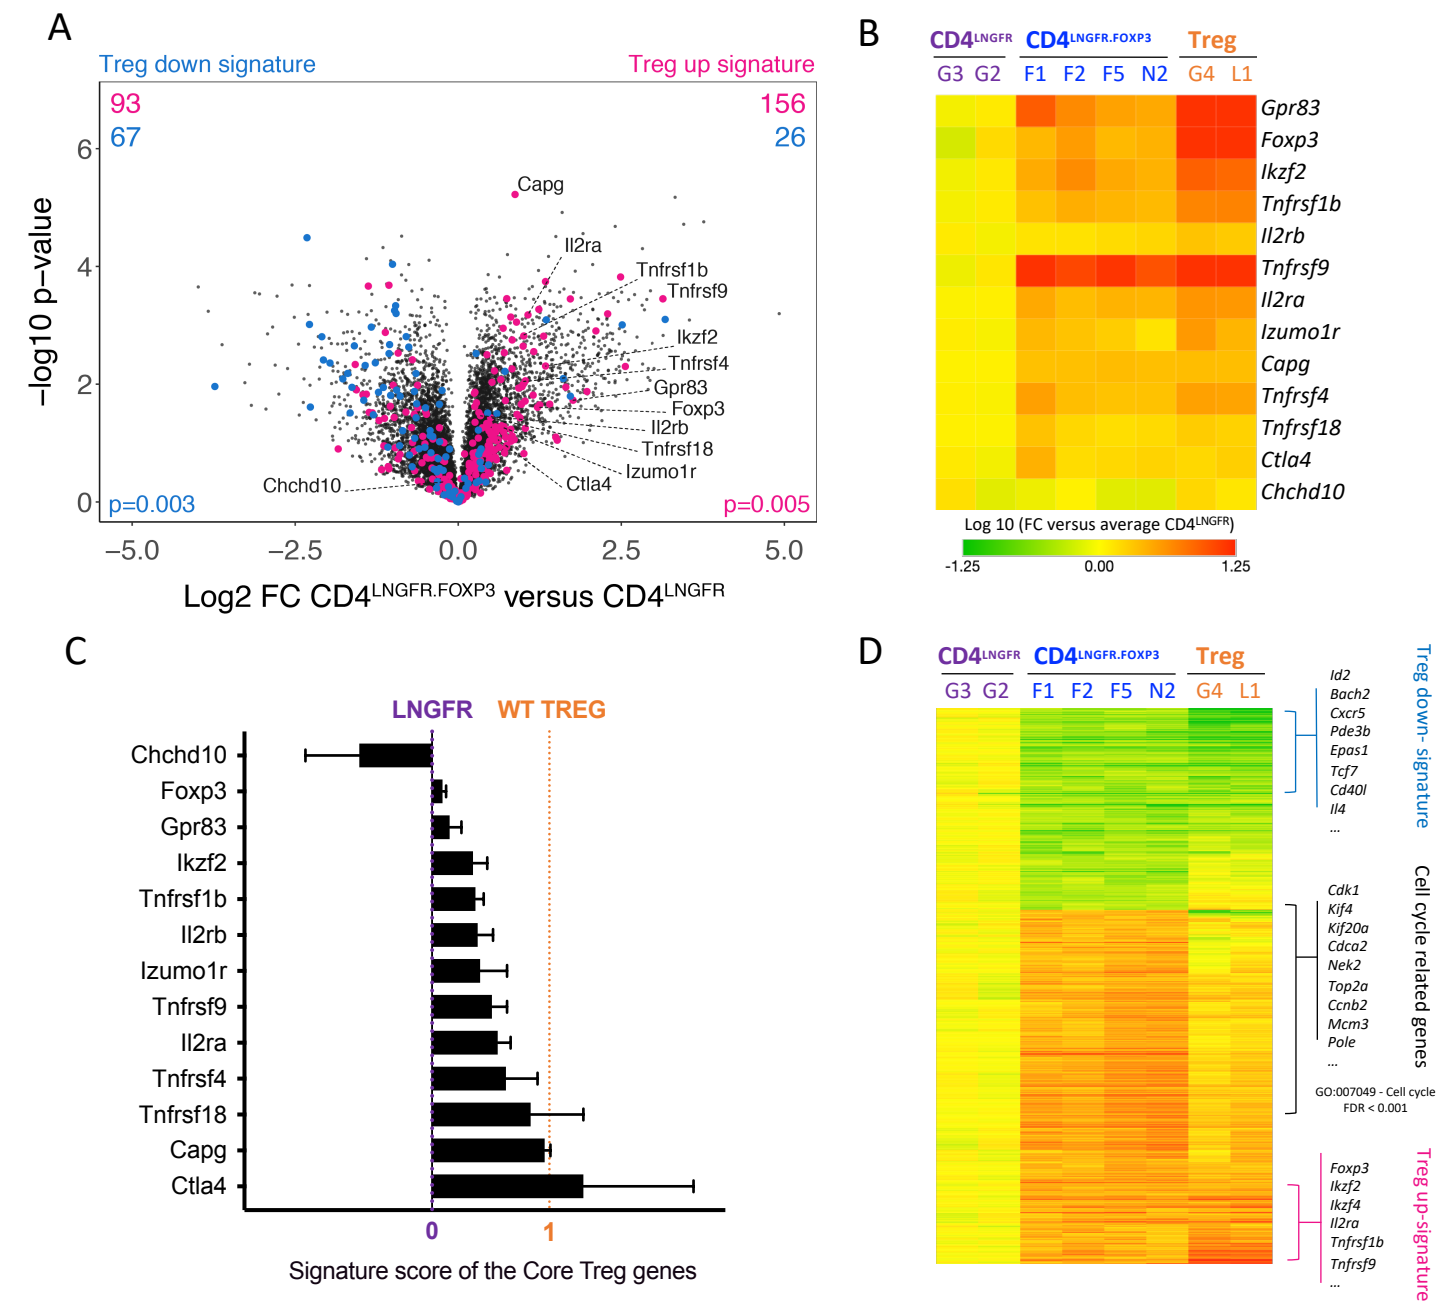 A
Treg down signature
Treg up signature
93
67
156
26
Capg
Il2ra
Tnfrsf1b
Tnfrsf9
Ikzf2
Tnfrsf4
Gpr83
Foxp3
Il2rb
Tnfrsf18
Izumo1r
Ctla4
Chchd10
p=0.003
p=0.005
6
4
2
0
−5.0
−2.5
0.0
2.5
5.0
−log10 p−value
Log2 FC CD4LNGFR.FOXP3 versus CD4LNGFR
B
CD4LNGFR CD4LNGFR.FOXP3 Treg
G3 G2 F1 F2 F5 N2 G4 L1
Gpr83
Foxp3
Ikzf2
Tnfrsf1b
Il2rb
Tnfrsf9
Il2ra
Izumo1r
Capg
Tnfrsf4
Tnfrsf18
Ctla4
Chchd10
Log 10 (FC versus average CD4LNGFR)
-1.25 0.00 1.25
C
LNGFR WT TREG
Chchd10
Foxp3
Gpr83
Ikzf2
Tnfrsf1b
Il2rb
Izumo1r
Tnfrsf9
Il2ra
Tnfrsf4
Tnfrsf18
Capg
Ctla4
0 1
Signature score of the Core Treg genes
D
CD4LNGFR CD4LNGFR.FOXP3 Treg
G3 G2 F1 F2 F5 N2 G4 L1
Id2
Bach2
Cxcr5
Pde3b
Epas1
Tcf7
Cd40l
Il4
...
Treg down- signature
Cdk1
Kif4
Kif20a
Cdca2
Nek2
Top2a
Ccnb2
Mcm3
Pole
...
Cell cycle related genes
GO:007049 - Cell cycle
FDR < 0.001
Foxp3
Ikzf2
Ikzf4
Il2ra
Tnfrsf1b
Tnfrsf9
...
Treg up-signature